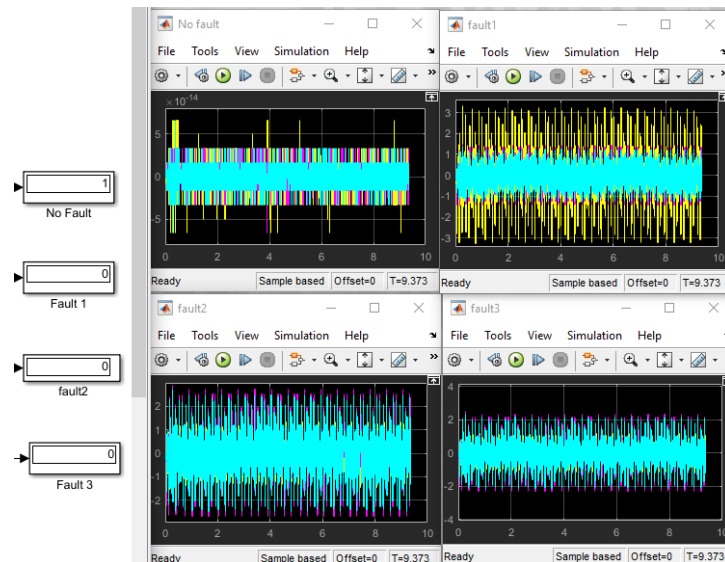 1
No Fault
0
Fault 1
0
fault2
0
Fault 3
No fault
File Tools View Simulation Help
×10⁻¹⁴
5
0
-5
0 2 4 6 8 10
Ready Sample based Offset=0 T=9.373
fault1
File Tools View Simulation Help
3
2
1
0
-1
-2
-3
0 2 4 6 8 10
Ready Sample based Offset=0 T=9.373
fault2
File Tools View Simulation Help
2
1
0
-1
-2
0 2 4 6 8 10
Ready Sample based Offset=0 T=9.373
fault3
File Tools View Simulation Help
4
2
0
-2
-4
0 2 4 6 8 10
Ready Sample based Offset=0 T=9.373